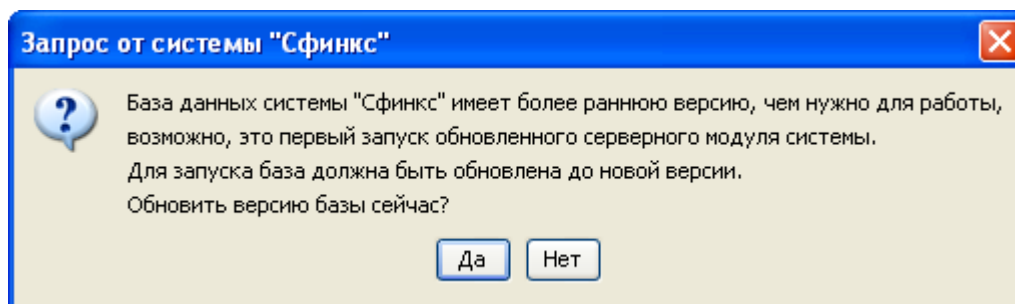 Запрос от системы "Сфинкс"
База данных системы "Сфинкс" имеет более раннюю версию, чем нужно для работы,
возможно, это первый запуск обновленного серверного модуля системы.
Для запуска база должна быть обновлена до новой версии.
Обновить версию базы сейчас?
Да Нет